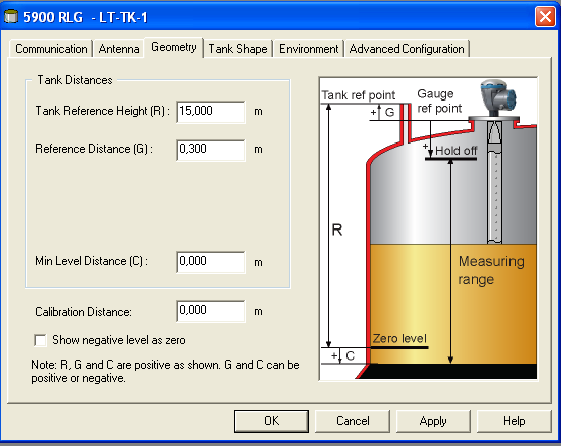 5900 RLG - LT-TK-1
Communication Antenna Geometry Tank Shape Environment Advanced Configuration
Tank Distances
Tank Reference Height (R) : 15,000 m
Reference Distance (G) : 0,300 m
Min Level Distance (C) : 0,000 m
Calibration Distance: 0,000 m
Show negative level as zero
Note: R, G and C are positive as shown. G and C can be
positive or negative.
Tank ref point
Gauge
ref point
+ G
+
Hold off
R
Measuring
range
Zero level
+ C
OK Cancel Apply Help